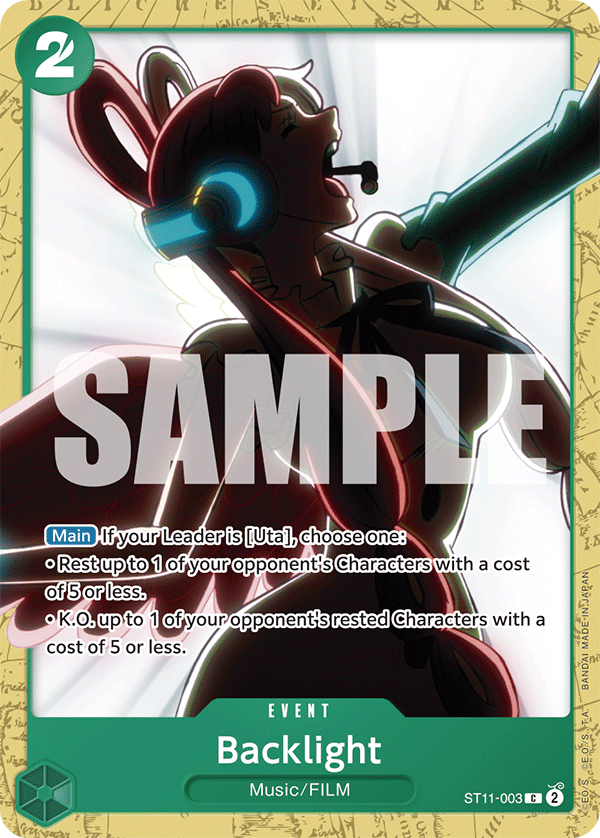 2
SAMPLE
Main If your Leader is [Uta], choose one:
• Rest up to 1 of your opponent's Characters with a cost
of 5 or less.
• K.O. up to 1 of your opponent's rested Characters with a
cost of 5 or less.
EVENT
Backlight
Music/FILM
ST11-003 C 2
©E.O./S. ©E.O./S.,T.A. BANDAI MADE IN JAPAN